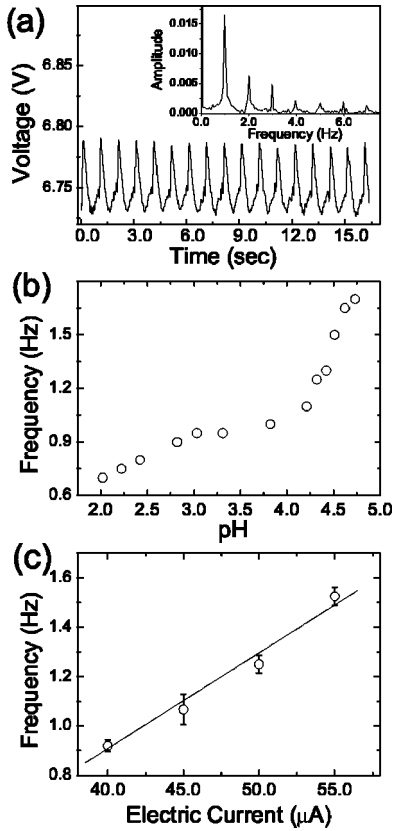 (a)
Amplitude
0.015
0.010
0.005
0.000
0.0 2.0 4.0 6.0
Frequency (Hz)
Voltage (V)
6.85
6.80
6.75
0.0 3.0 6.0 9.0 12.0 15.0
Time (sec)
(b)
Frequency (Hz)
1.5
1.2
0.9
0.6
2.0 2.5 3.0 3.5 4.0 4.5 5.0
pH
(c)
Frequency (Hz)
1.6
1.4
1.2
1.0
0.8
40.0 45.0 50.0 55.0
Electric Current (μA)